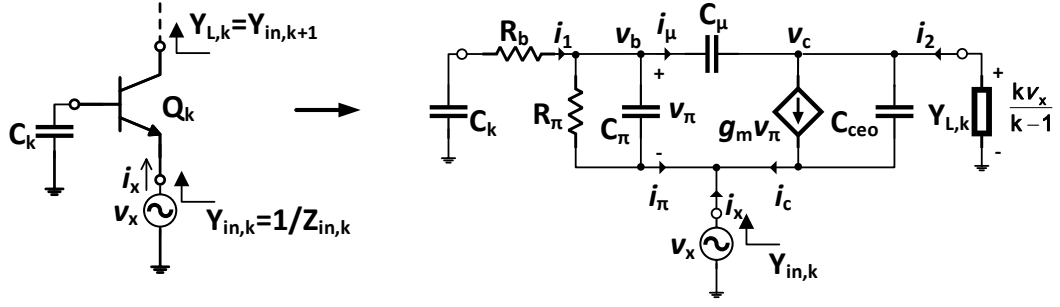 Y_L,k=Y_in,k+1
Q_k
C_k
i_x
v_x
Y_in,k=1/Z_in,k
R_b
i_1
v_b
i_μ
C_μ
v_c
i_2
+
+
C_k
R_π
C_π
v_π
g_m v_π
C_ceo
Y_L,k
kv_x
k−1
-
-
i_π
i_x
i_c
v_x
Y_in,k